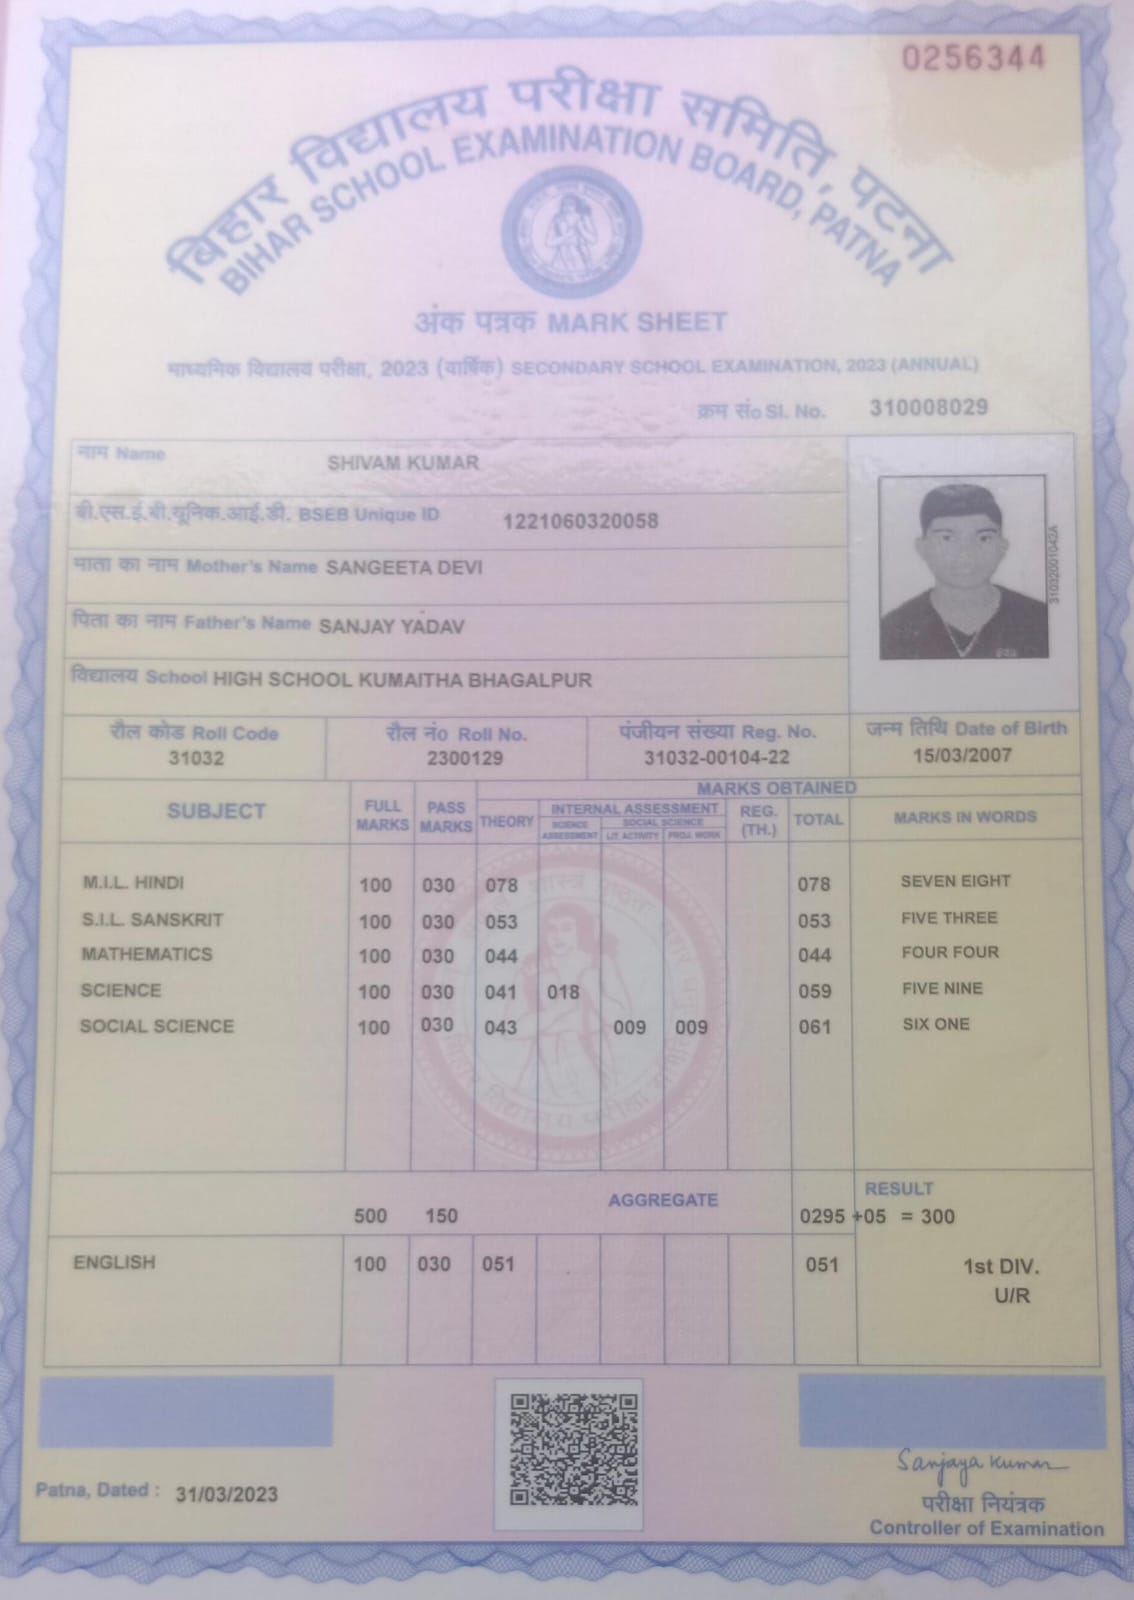 0256344
बिहार विद्यालय परीक्षा समिति, पटना
BIHAR SCHOOL EXAMINATION BOARD, PATNA
अंक पत्रक MARK SHEET
माध्यमिक विद्यालय परीक्षा, 2023 (वार्षिक) SECONDARY SCHOOL EXAMINATION, 2023 (ANNUAL)
क्रम सं० Sl. No. 310008029
नाम Name SHIVAM KUMAR
बी.एस.ई.बी.यूनिक.आई.डी. BSEB Unique ID 1221060320058
माता का नाम Mother's Name SANGEETA DEVI
पिता का नाम Father's Name SANJAY YADAV
विद्यालय School HIGH SCHOOL KUMAITHA BHAGALPUR
31032001042A
रौल कोड Roll Code रौल नं० Roll No. पंजीयन संख्या Reg. No. जन्म तिथि Date of Birth
31032 2300129 31032-00104-22 15/03/2007
SUBJECT FULL MARKS PASS MARKS MARKS OBTAINED
THEORY INTERNAL ASSESSMENT REG. (TH.) TOTAL MARKS IN WORDS
SCIENCE ASSESSMENT SOCIAL SCIENCE
LIT. ACTIVITY PROJ. WORK
M.I.L. HINDI 100 030 078 078 SEVEN EIGHT
S.I.L. SANSKRIT 100 030 053 053 FIVE THREE
MATHEMATICS 100 030 044 044 FOUR FOUR
SCIENCE 100 030 041 018 059 FIVE NINE
SOCIAL SCIENCE 100 030 043 009 009 061 SIX ONE
AGGREGATE RESULT
500 150 0295 +05 = 300
ENGLISH 100 030 051 051 1st DIV.
U/R
Patna, Dated : 31/03/2023
Sanjaya Kumar
परीक्षा नियंत्रक
Controller of Examination